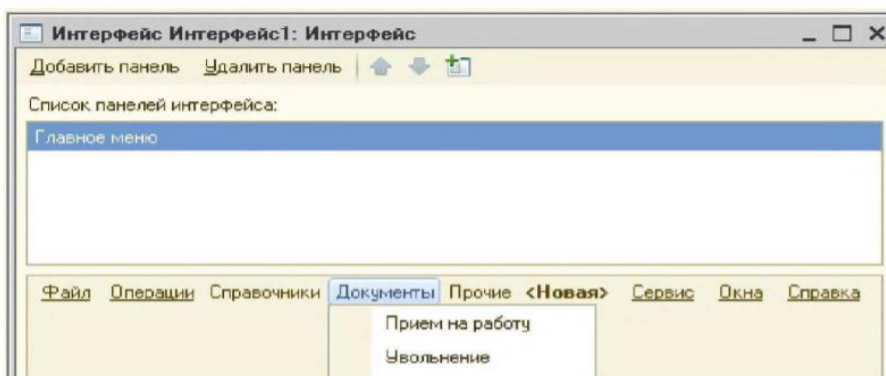 Интерфейс Интерфейс1: Интерфейс
Добавить панель Удалить панель
Список панелей интерфейса:
Главное меню
Файл Операции Справочники Документы Прочие <Новая> Сервис Окна Справка
Прием на работу
Увольнение